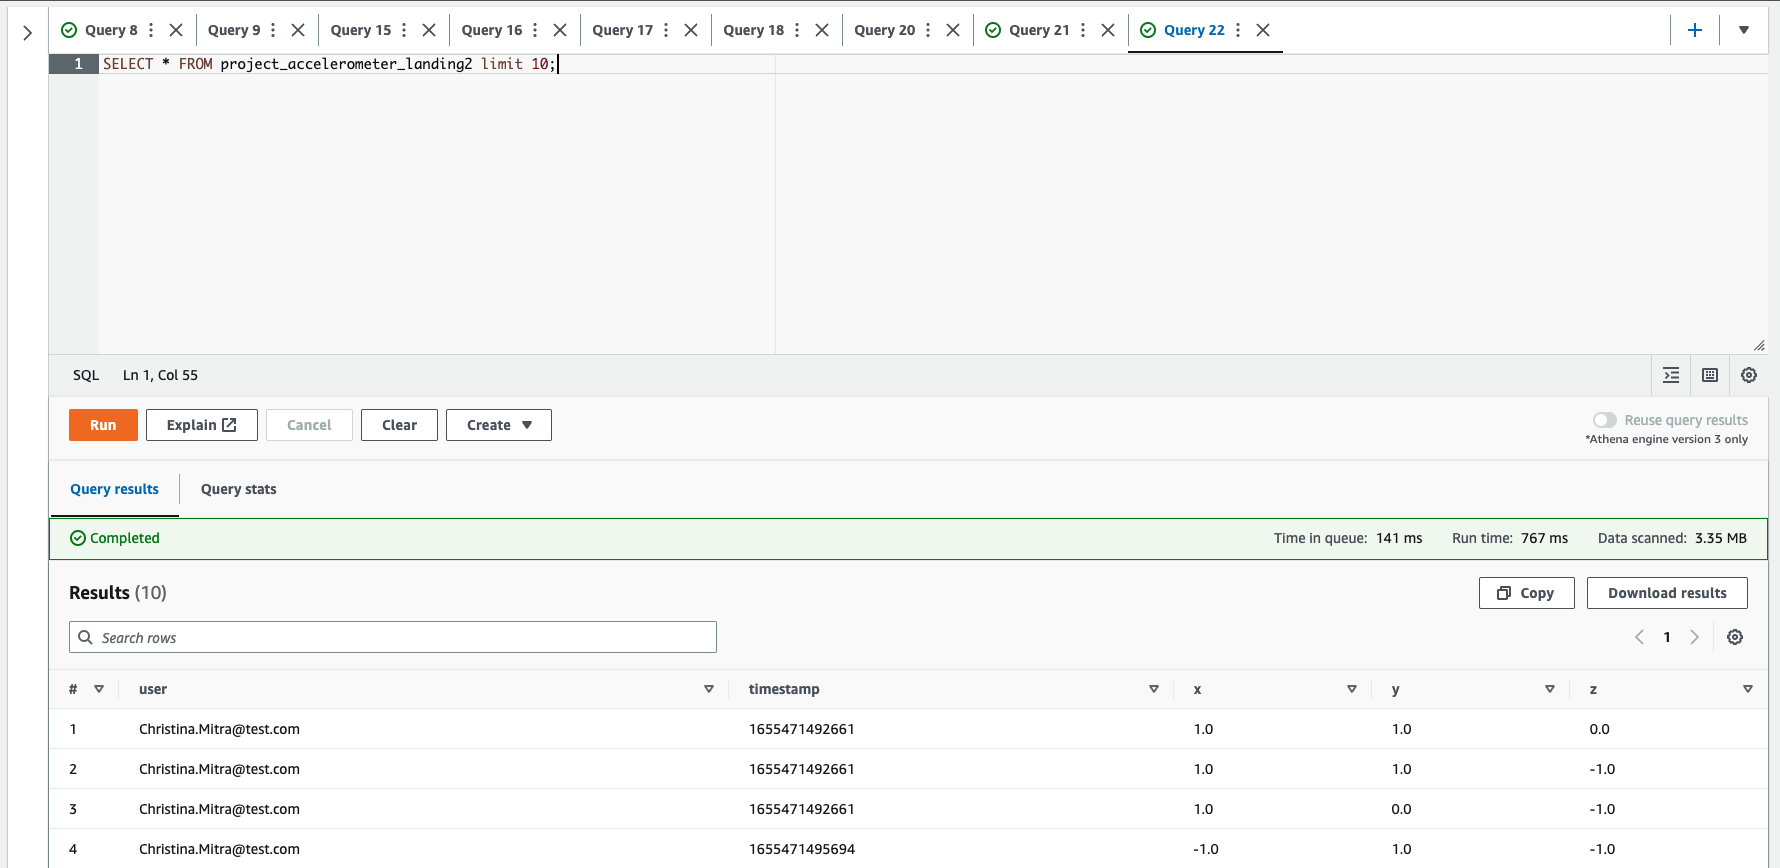 Query 8 Query 9 Query 15 Query 16 Query 17 Query 18 Query 20 Query 21 Query 22
1 SELECT * FROM project_accelerometer_landing2 limit 10;
SQL Ln 1, Col 55
Run Explain Cancel Clear Create Reuse query results
*Athena engine version 3 only
Query results Query stats
Completed Time in queue: 141 ms Run time: 767 ms Data scanned: 3.35 MB
Results (10) Copy Download results
Search rows 1
# user timestamp x y z
1 Christina.Mitra@test.com 1655471492661 1.0 1.0 0.0
2 Christina.Mitra@test.com 1655471492661 1.0 1.0 -1.0
3 Christina.Mitra@test.com 1655471492661 1.0 0.0 -1.0
4 Christina.Mitra@test.com 1655471495694 -1.0 1.0 -1.0